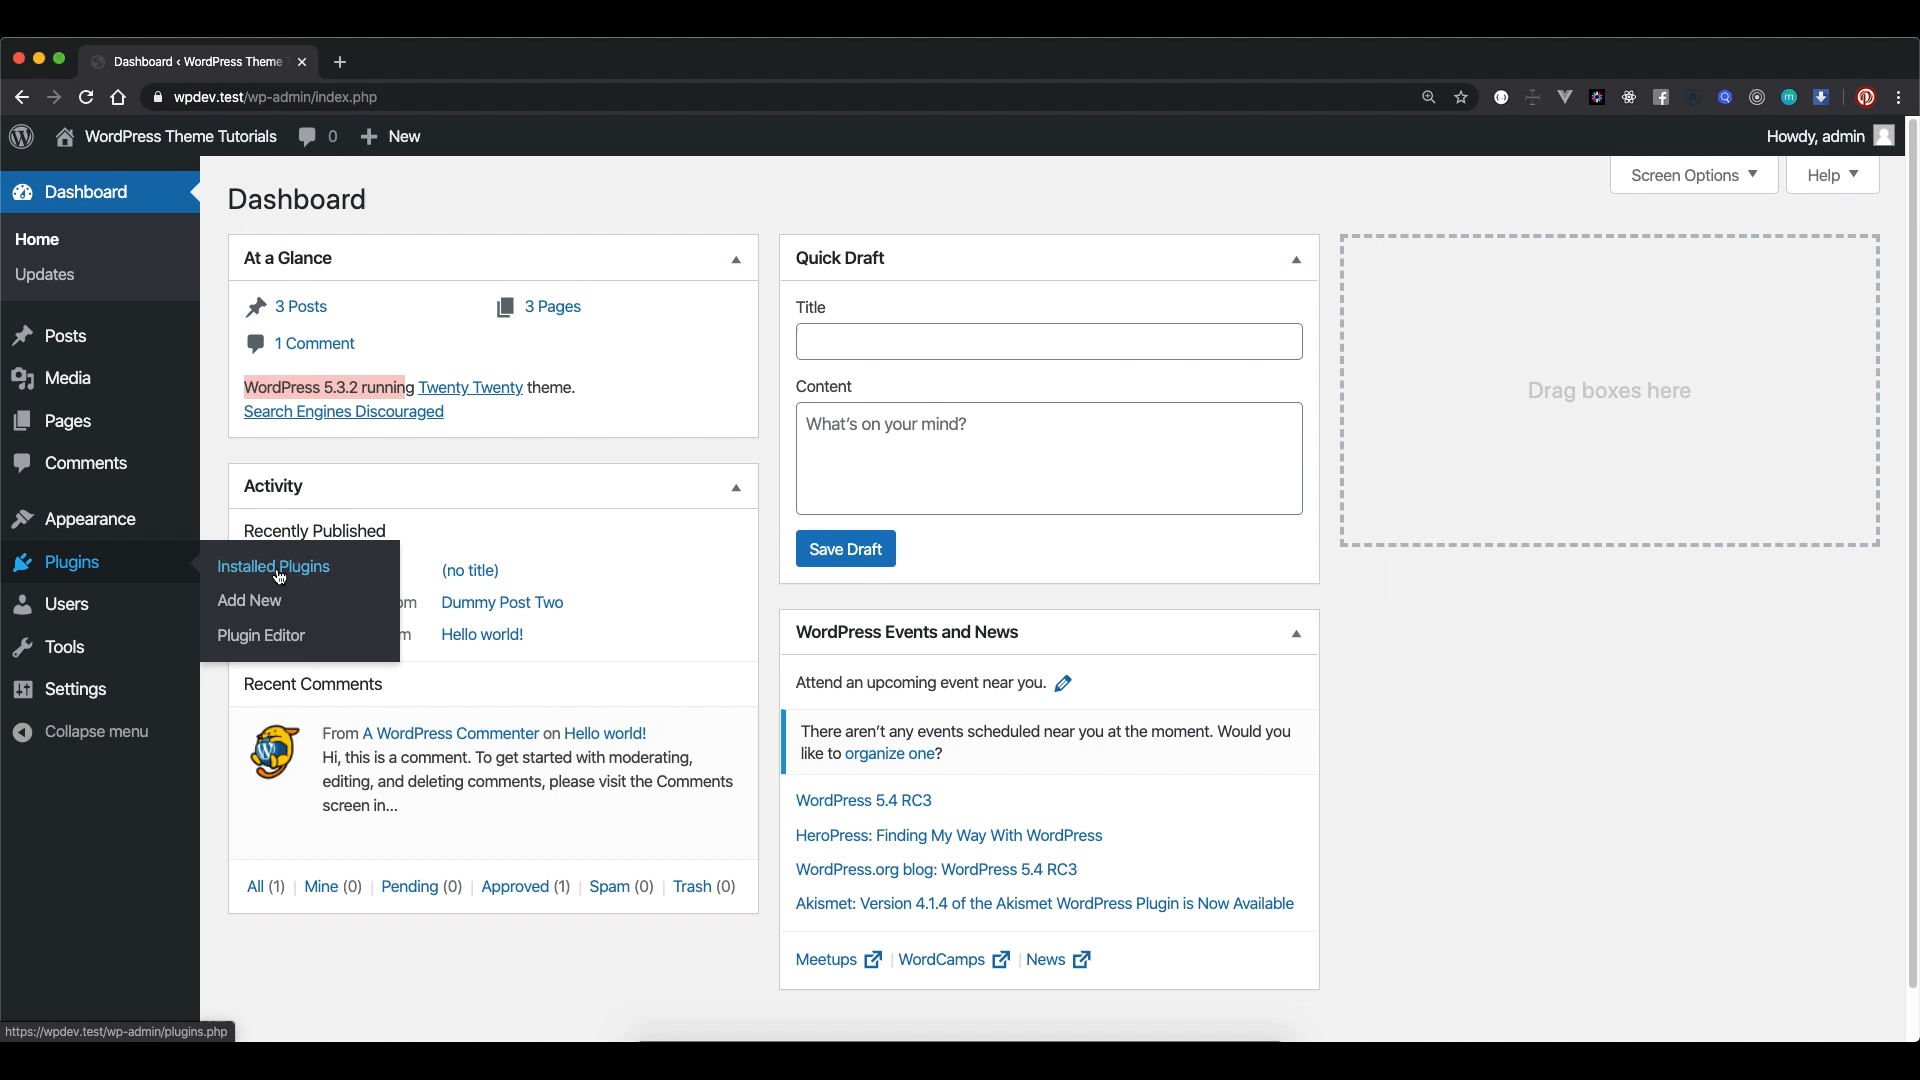 Dashboard ‹ WordPress Theme
wpdev.test/wp-admin/index.php
WordPress Theme Tutorials 0 New
Howdy, admin
Dashboard
Home
Updates
Posts
Media
Pages
Comments
Appearance
Plugins
Users
Tools
Settings
Collapse menu
Installed Plugins
Add New
Plugin Editor
Dashboard
Screen Options
Help
At a Glance
3 Posts
3 Pages
1 Comment
WordPress 5.3.2 running Twenty Twenty theme.
Search Engines Discouraged
Activity
Recently Published
(no title)
Dummy Post Two
Hello world!
Recent Comments
From A WordPress Commenter on Hello world!
Hi, this is a comment. To get started with moderating,
editing, and deleting comments, please visit the Comments
screen in...
All (1) | Mine (0) | Pending (0) | Approved (1) | Spam (0) | Trash (0)
Quick Draft
Title
Content
What's on your mind?
Save Draft
WordPress Events and News
Attend an upcoming event near you.
There aren't any events scheduled near you at the moment. Would you
like to organize one?
WordPress 5.4 RC3
HeroPress: Finding My Way With WordPress
WordPress.org blog: WordPress 5.4 RC3
Akismet: Version 4.1.4 of the Akismet WordPress Plugin is Now Available
Meetups | WordCamps | News
Drag boxes here
https://wpdev.test/wp-admin/plugins.php